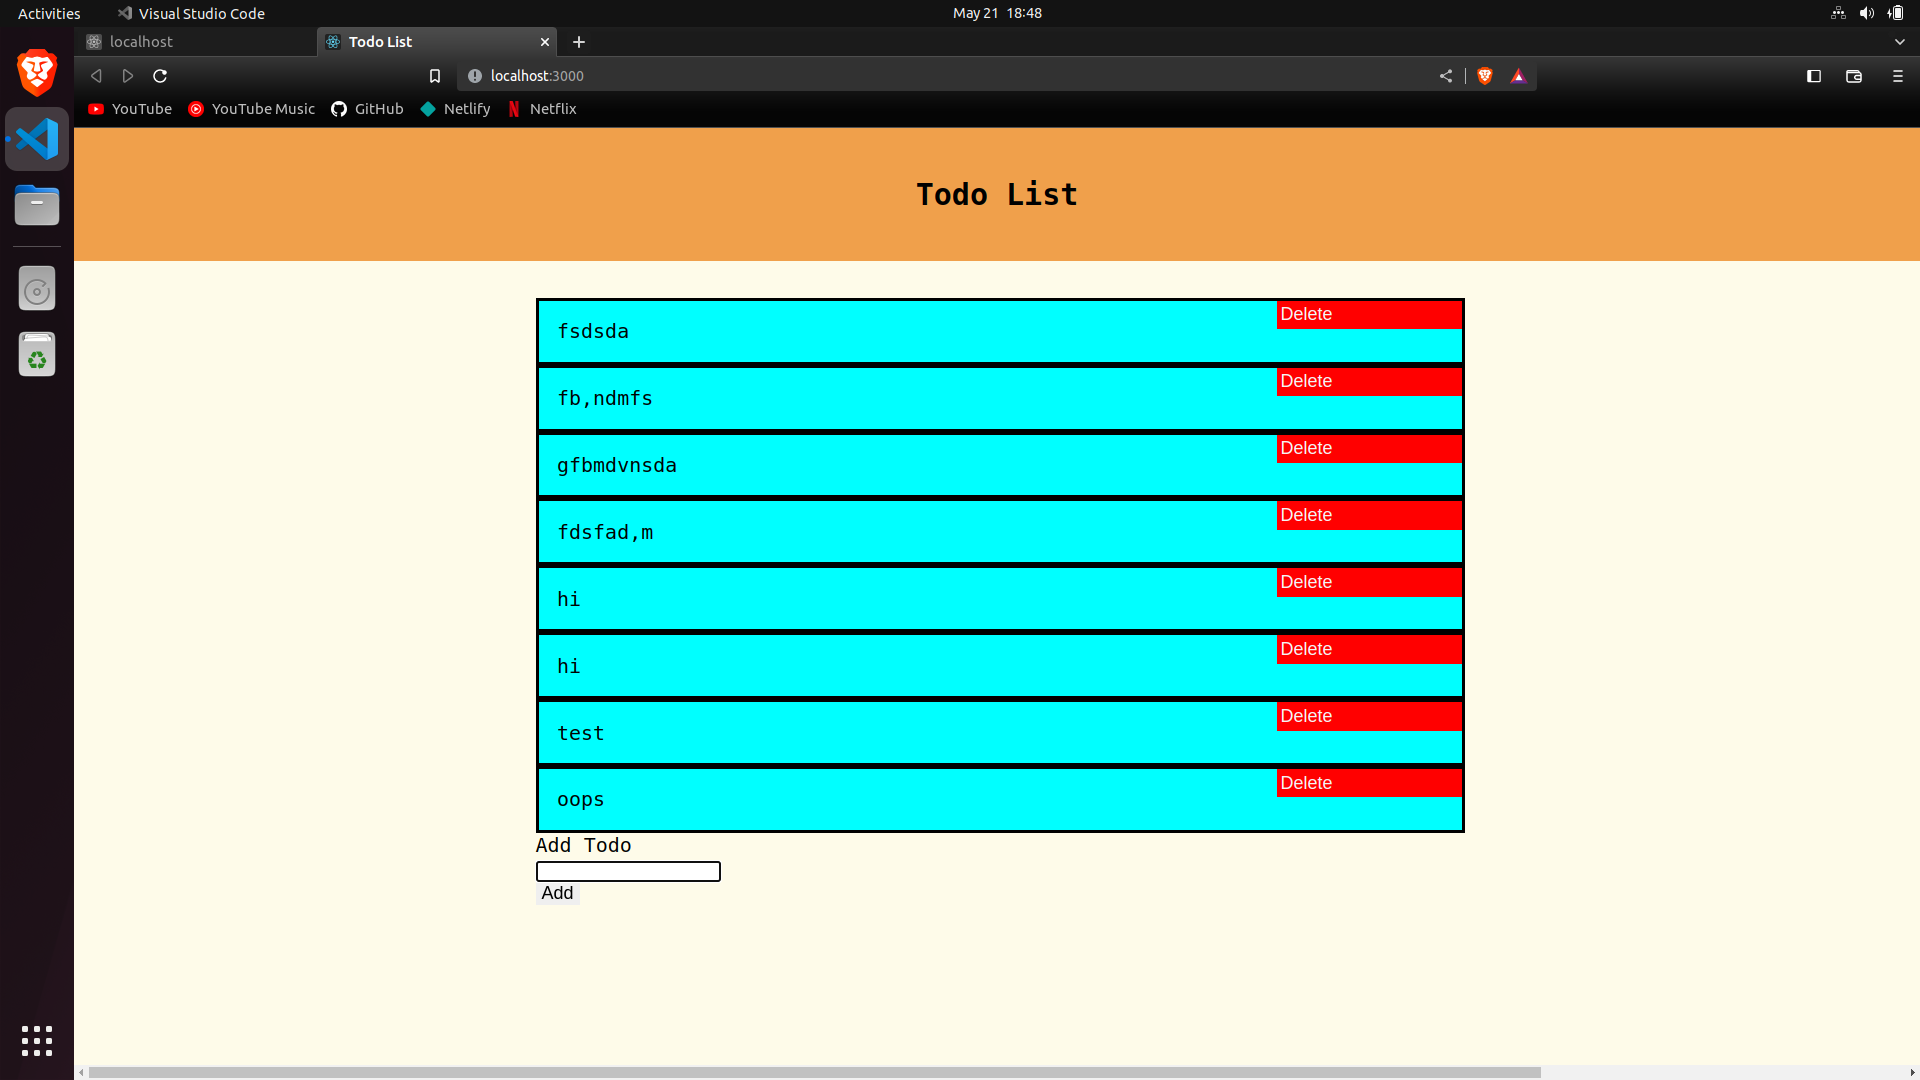 Activities Visual Studio Code May 21 18:48
localhost Todo List
localhost:3000
YouTube YouTube Music GitHub Netlify Netflix
Todo List
fsdsda Delete
fb,ndmfs Delete
gfbmdvnsda Delete
fdsfad,m Delete
hi Delete
hi Delete
test Delete
oops Delete
Add Todo
Add